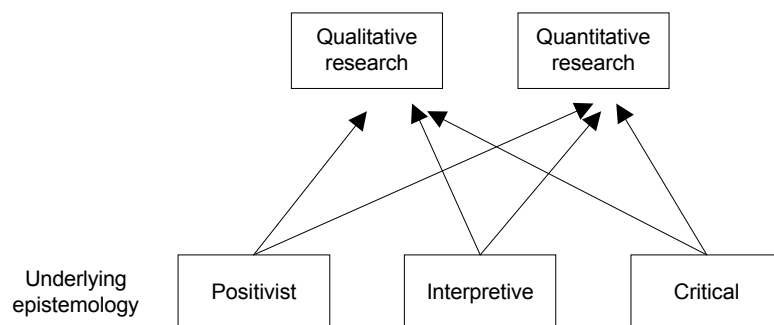 Qualitative
research
Quantitative
research
Underlying
epistemology
Positivist
Interpretive
Critical